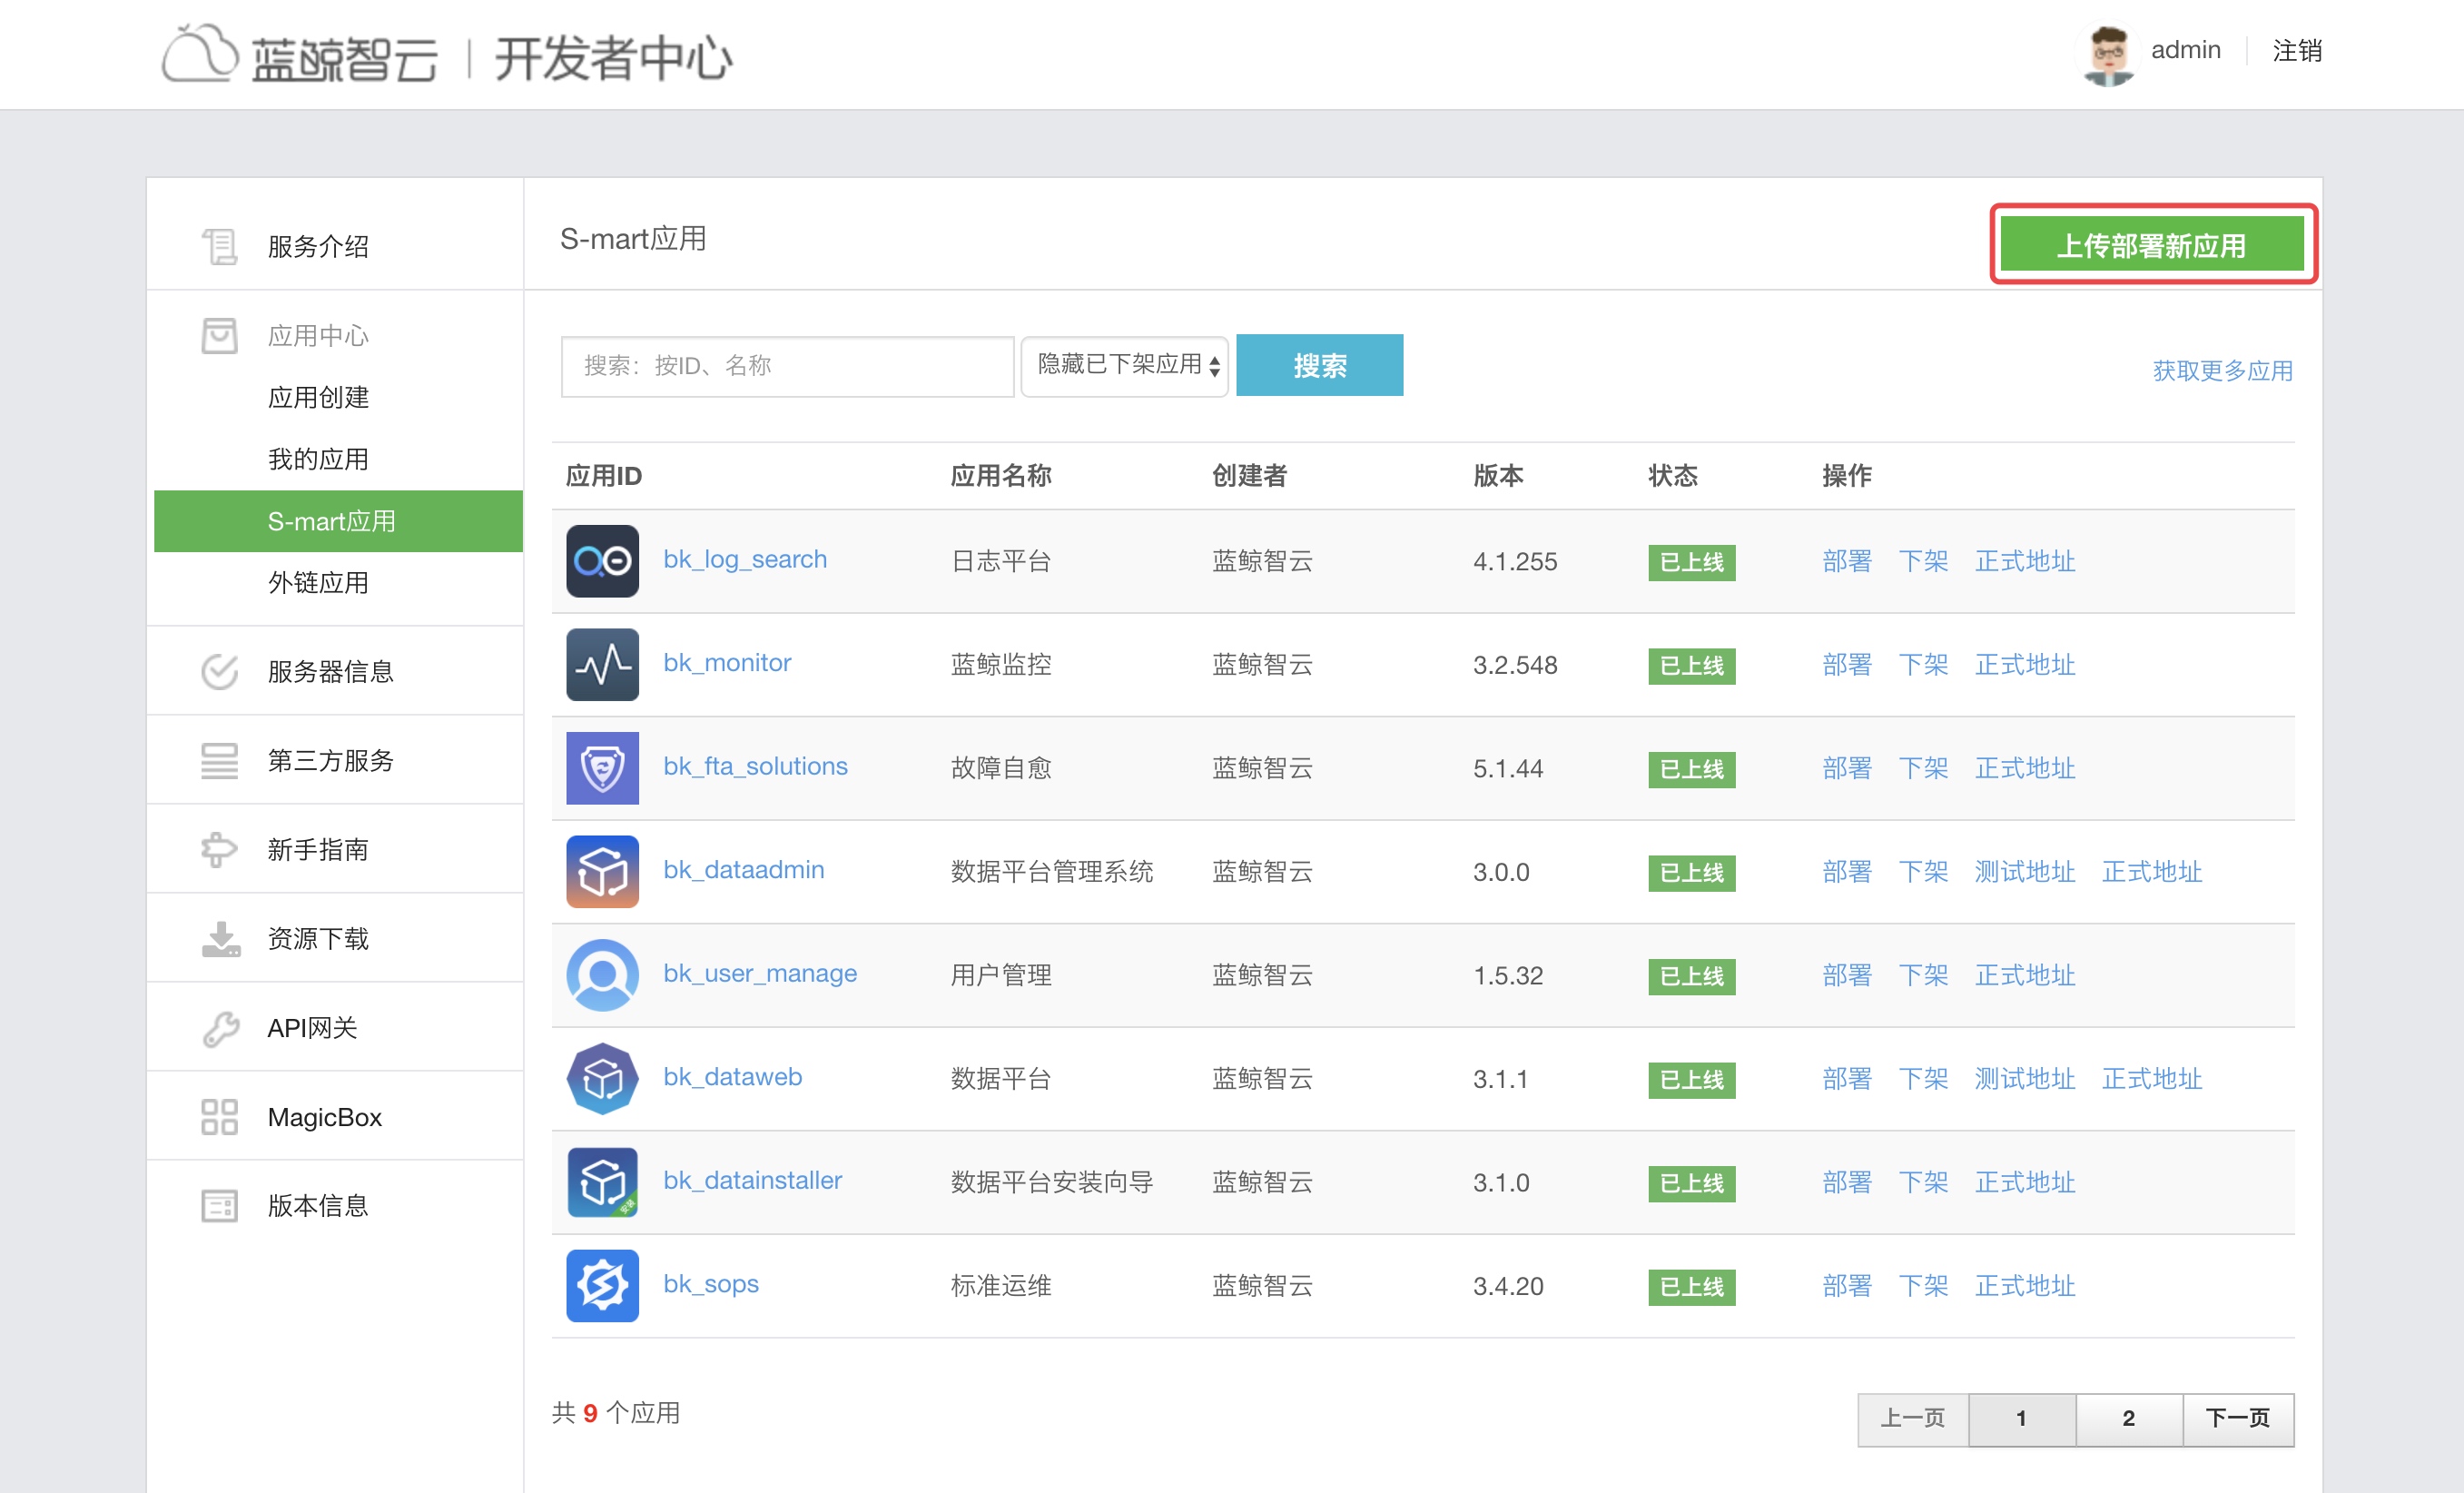 蓝鲸智云 | 开发者中心
admin
注销
服务介绍
应用中心
应用创建
我的应用
S-mart应用
外链应用
服务器信息
第三方服务
新手指南
资源下载
API网关
MagicBox
版本信息
S-mart应用
上传部署新应用
搜索：按ID、名称
隐藏已下架应用
搜索
获取更多应用
应用ID 应用名称 创建者 版本 状态 操作
bk_log_search 日志平台 蓝鲸智云 4.1.255 已上线 部署 下架 正式地址
bk_monitor 蓝鲸监控 蓝鲸智云 3.2.548 已上线 部署 下架 正式地址
bk_fta_solutions 故障自愈 蓝鲸智云 5.1.44 已上线 部署 下架 正式地址
bk_dataadmin 数据平台管理系统 蓝鲸智云 3.0.0 已上线 部署 下架 测试地址 正式地址
bk_user_manage 用户管理 蓝鲸智云 1.5.32 已上线 部署 下架 正式地址
bk_dataweb 数据平台 蓝鲸智云 3.1.1 已上线 部署 下架 测试地址 正式地址
bk_datainstaller 数据平台安装向导 蓝鲸智云 3.1.0 已上线 部署 下架 正式地址
bk_sops 标准运维 蓝鲸智云 3.4.20 已上线 部署 下架 正式地址
共 9 个应用
上一页 1 2 下一页